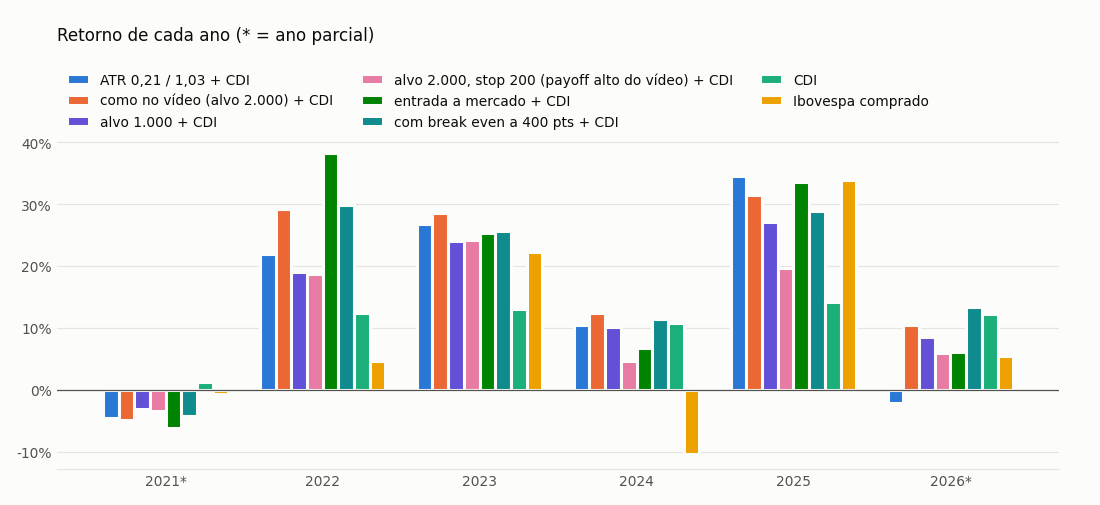 Retorno de cada ano (* = ano parcial)
ATR 0,21 / 1,03 + CDI
como no vídeo (alvo 2.000) + CDI
alvo 1.000 + CDI
alvo 2.000, stop 200 (payoff alto do vídeo) + CDI
entrada a mercado + CDI
com break even a 400 pts + CDI
CDI
Ibovespa comprado
40%
30%
20%
10%
0%
-10%
2021* 2022 2023 2024 2025 2026*